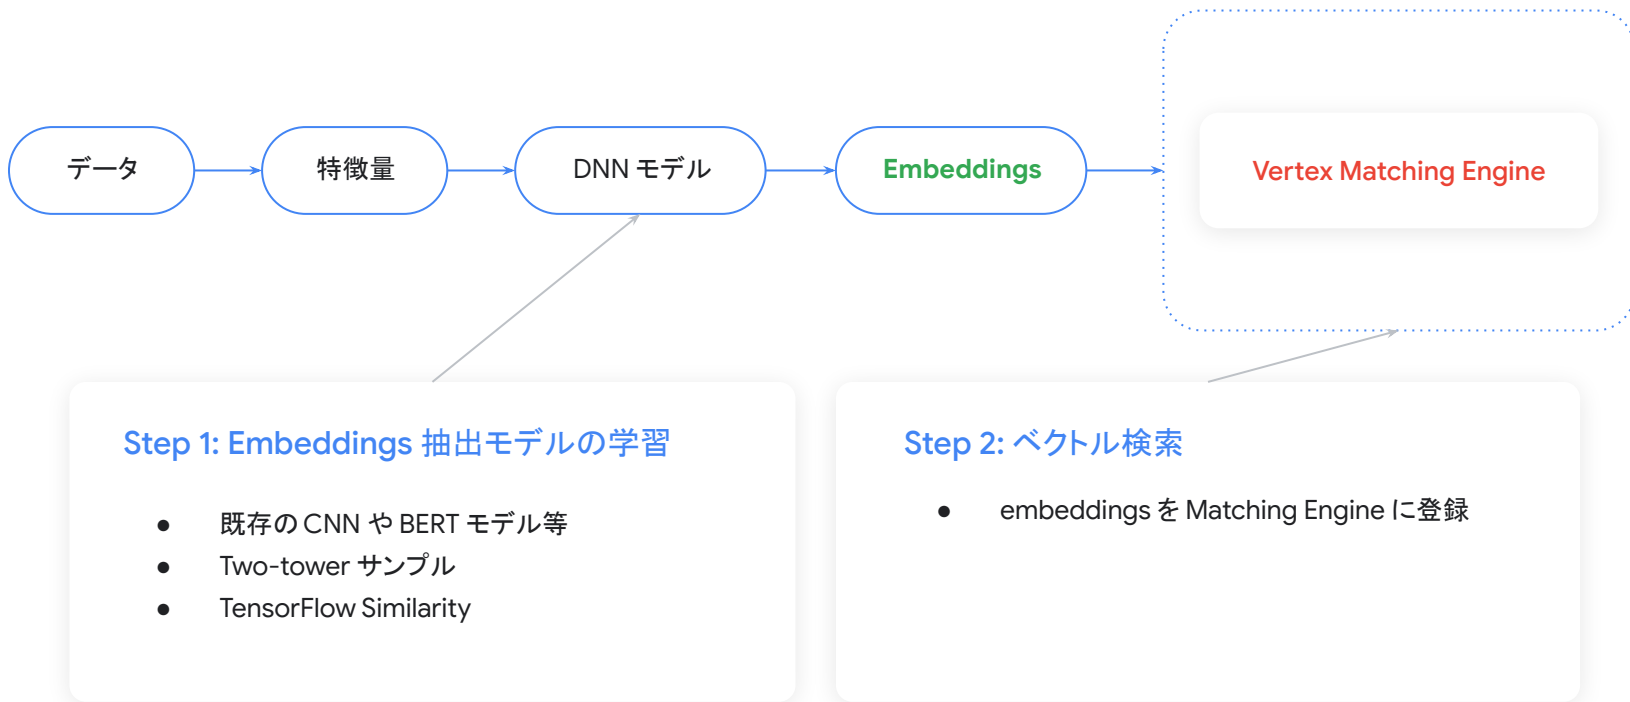 データ
特徴量
DNN モデル
Embeddings
Vertex Matching Engine
Step 1: Embeddings 抽出モデルの学習
● 既存の CNN や BERT モデル等
● Two-tower サンプル
● TensorFlow Similarity
Step 2: ベクトル検索
● embeddings を Matching Engine に登録